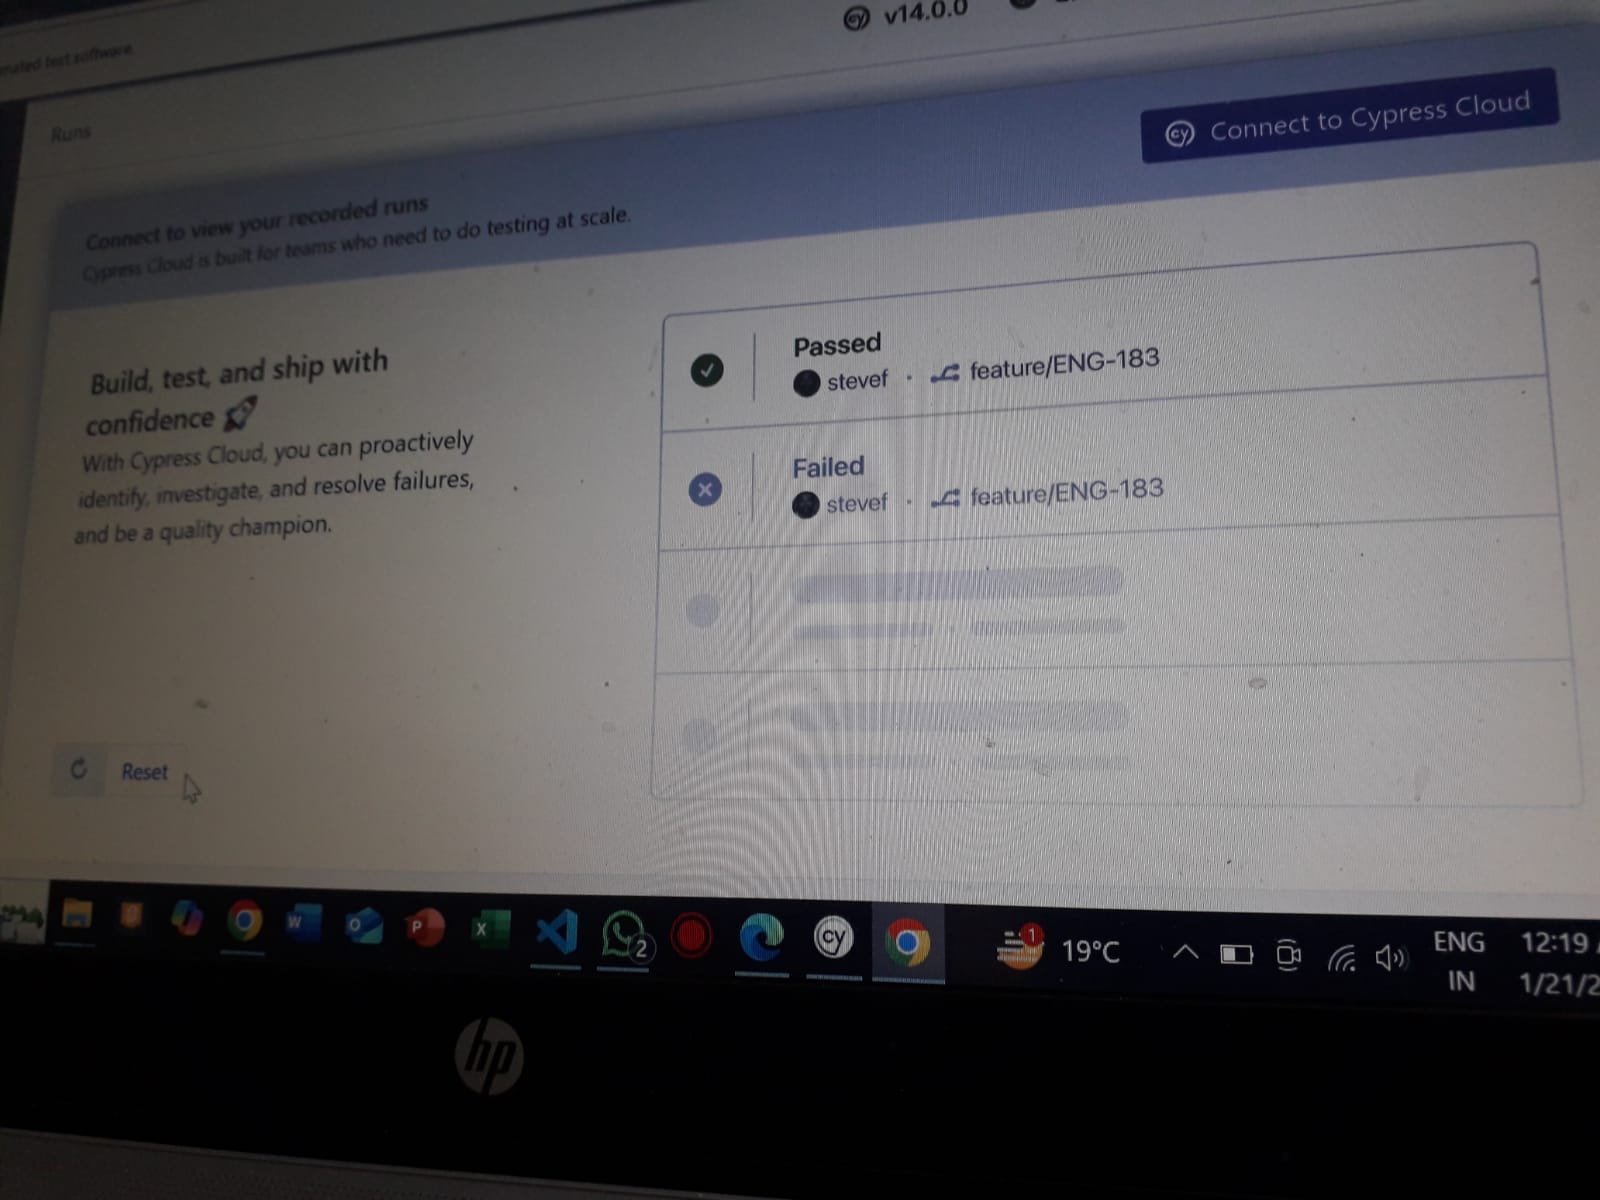 v14.0.0
mated test software.
Runs
Connect to Cypress Cloud
Connect to view your recorded runs
Cypress Cloud is built for teams who need to do testing at scale.
Build, test, and ship with
confidence
With Cypress Cloud, you can proactively
identify, investigate, and resolve failures,
and be a quality champion.
Passed
stevef · feature/ENG-183
Failed
stevef · feature/ENG-183
Reset
2
1
19°C
ENG
IN
12:19
1/21/2
hp